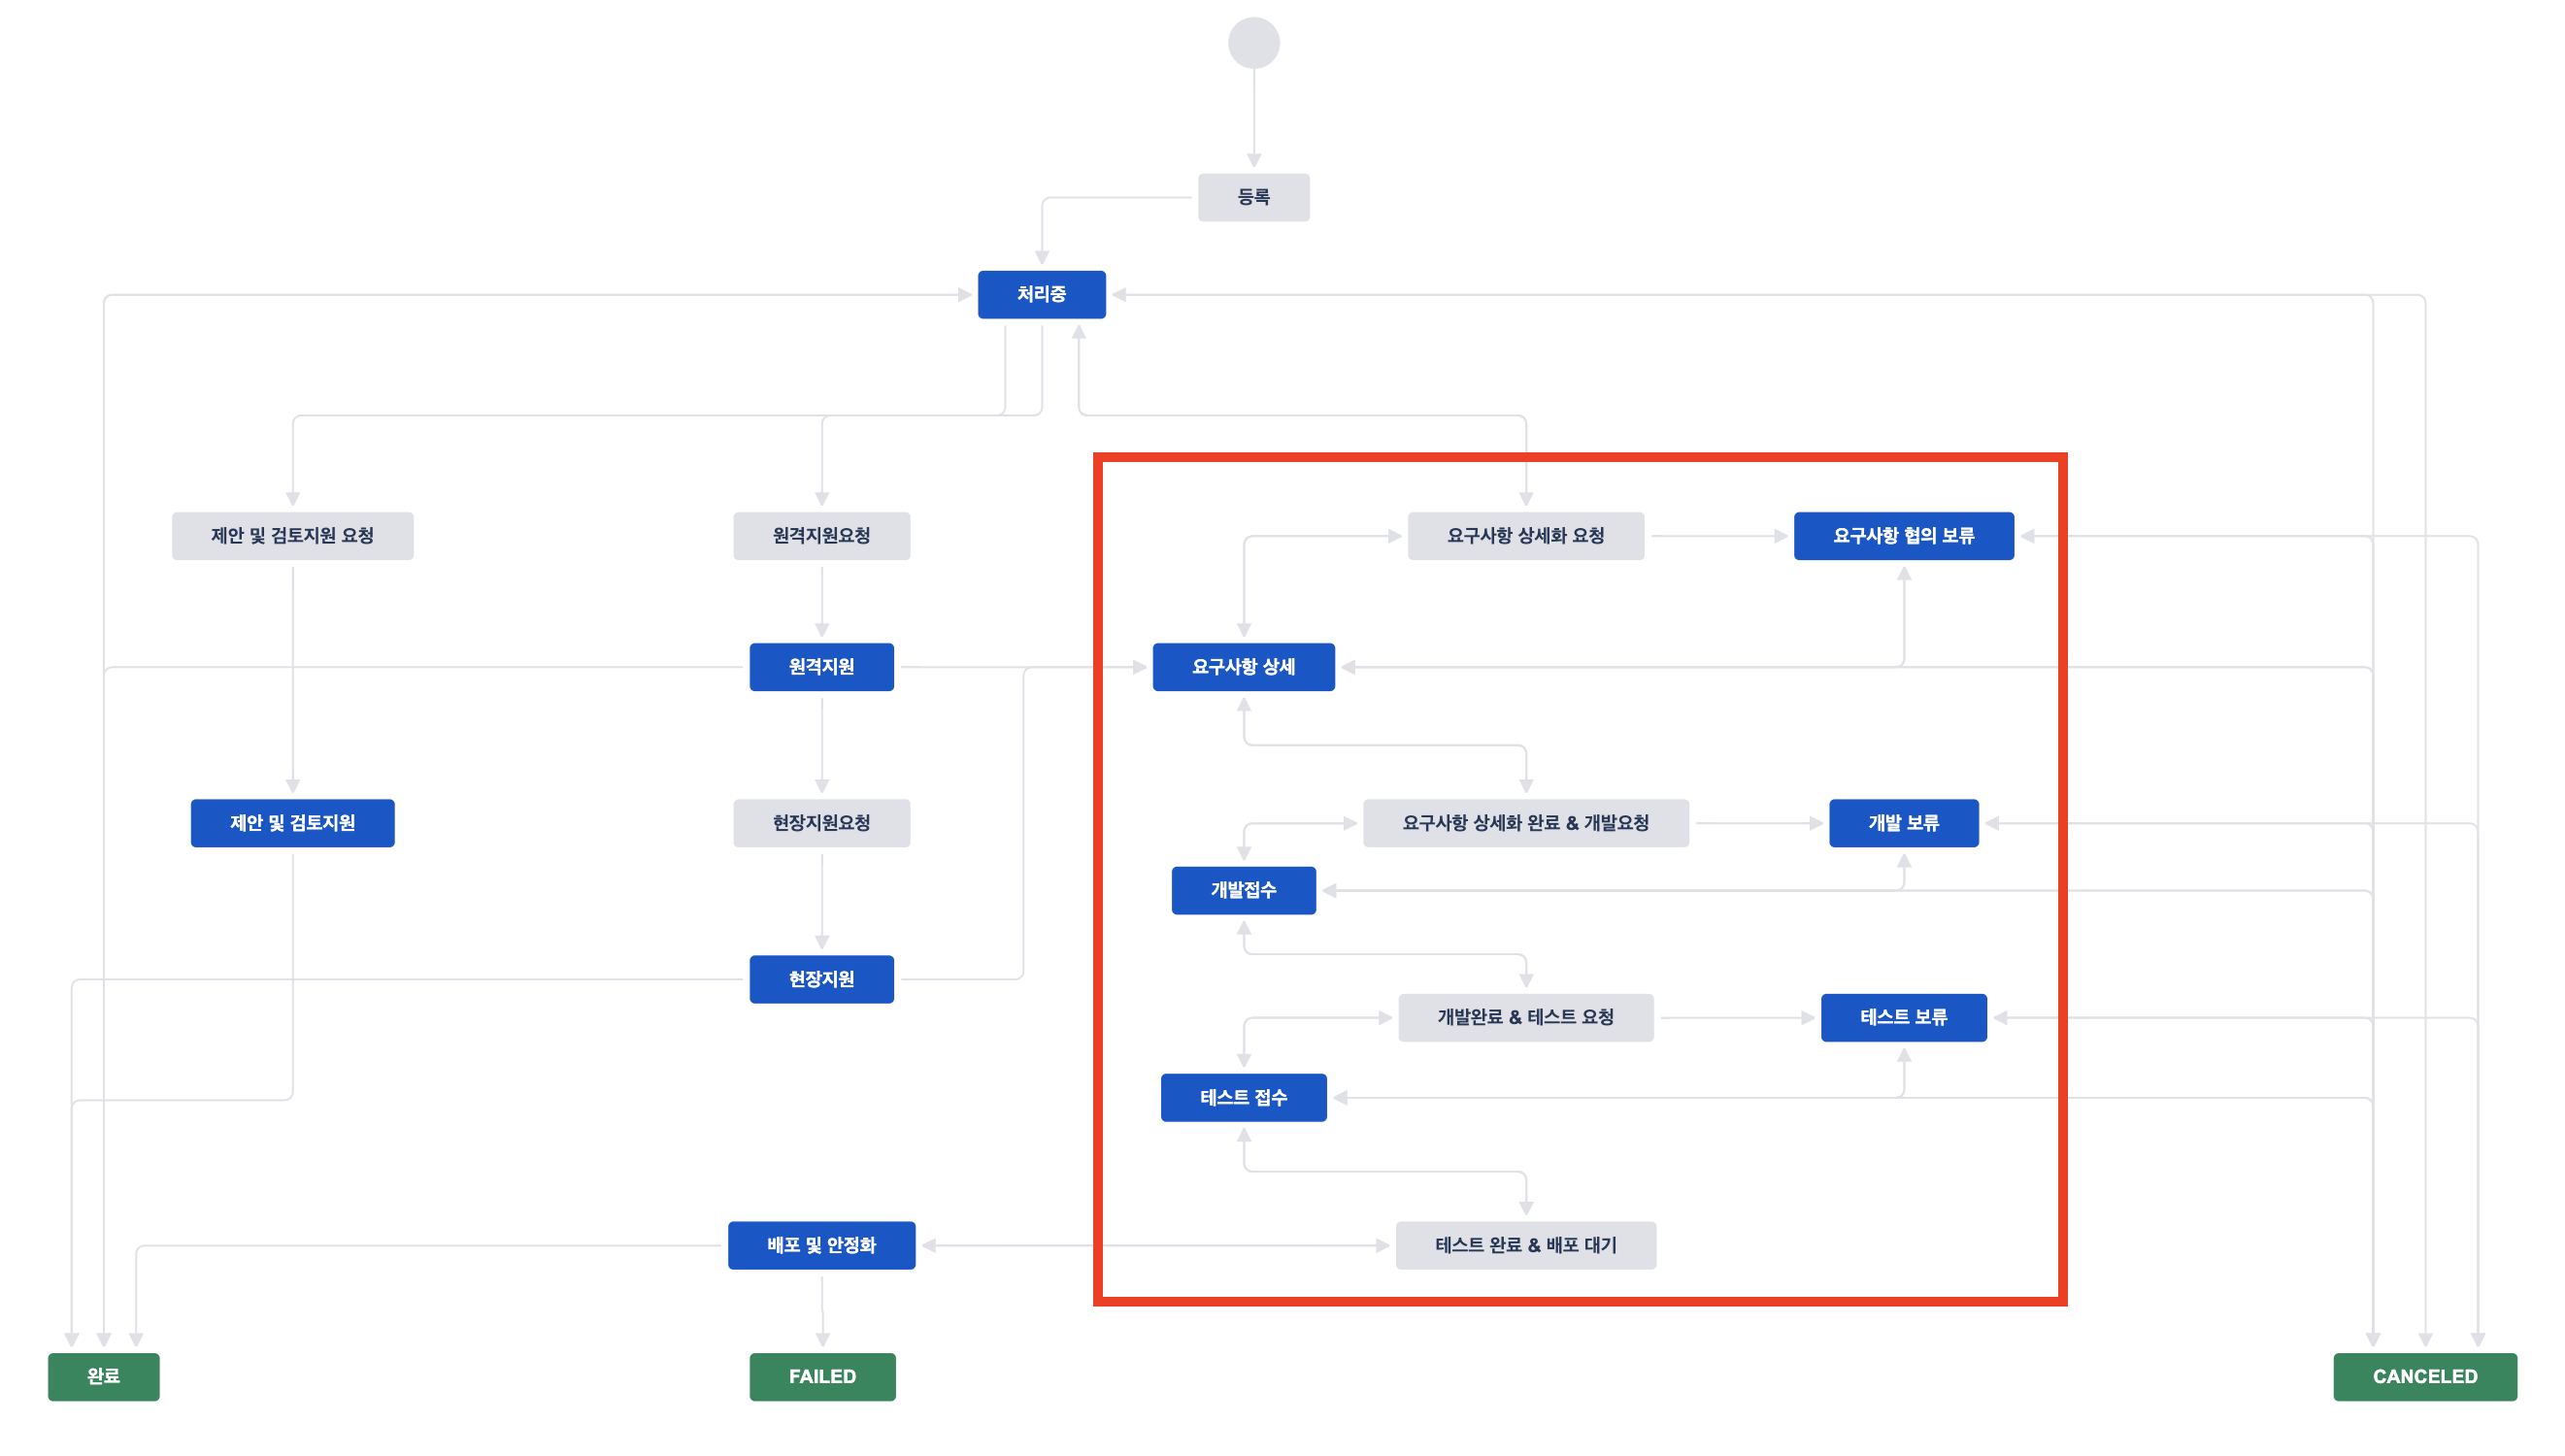 등록
처리중
제안 및 검토지원 요청
원격지원요청
요구사항 상세화 요청
요구사항 협의 보류
원격지원
요구사항 상세
제안 및 검토지원
현장지원요청
요구사항 상세화 완료 & 개발요청
개발 보류
개발접수
현장지원
개발완료 & 테스트 요청
테스트 보류
테스트 접수
배포 및 안정화
테스트 완료 & 배포 대기
완료
FAILED
CANCELED